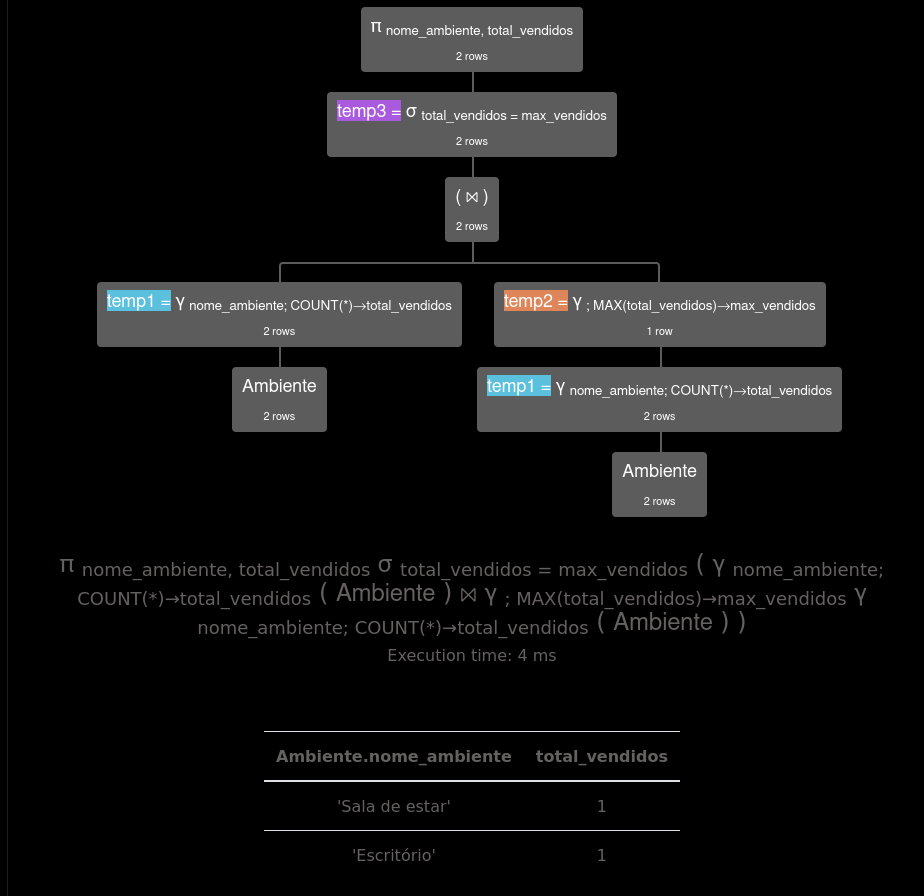 π nome_ambiente, total_vendidos
2 rows
temp3 = σ total_vendidos = max_vendidos
2 rows
( ⋈ )
2 rows
temp1 = γ nome_ambiente; COUNT(*)→total_vendidos
2 rows
temp2 = γ ; MAX(total_vendidos)→max_vendidos
1 row
Ambiente
2 rows
temp1 = γ nome_ambiente; COUNT(*)→total_vendidos
2 rows
Ambiente
2 rows
π nome_ambiente, total_vendidos σ total_vendidos = max_vendidos ( γ nome_ambiente;
COUNT(*)→total_vendidos ( Ambiente ) ⋈ γ ; MAX(total_vendidos)→max_vendidos γ
nome_ambiente; COUNT(*)→total_vendidos ( Ambiente ) )
Execution time: 4 ms
Ambiente.nome_ambiente total_vendidos
'Sala de estar' 1
'Escritório' 1